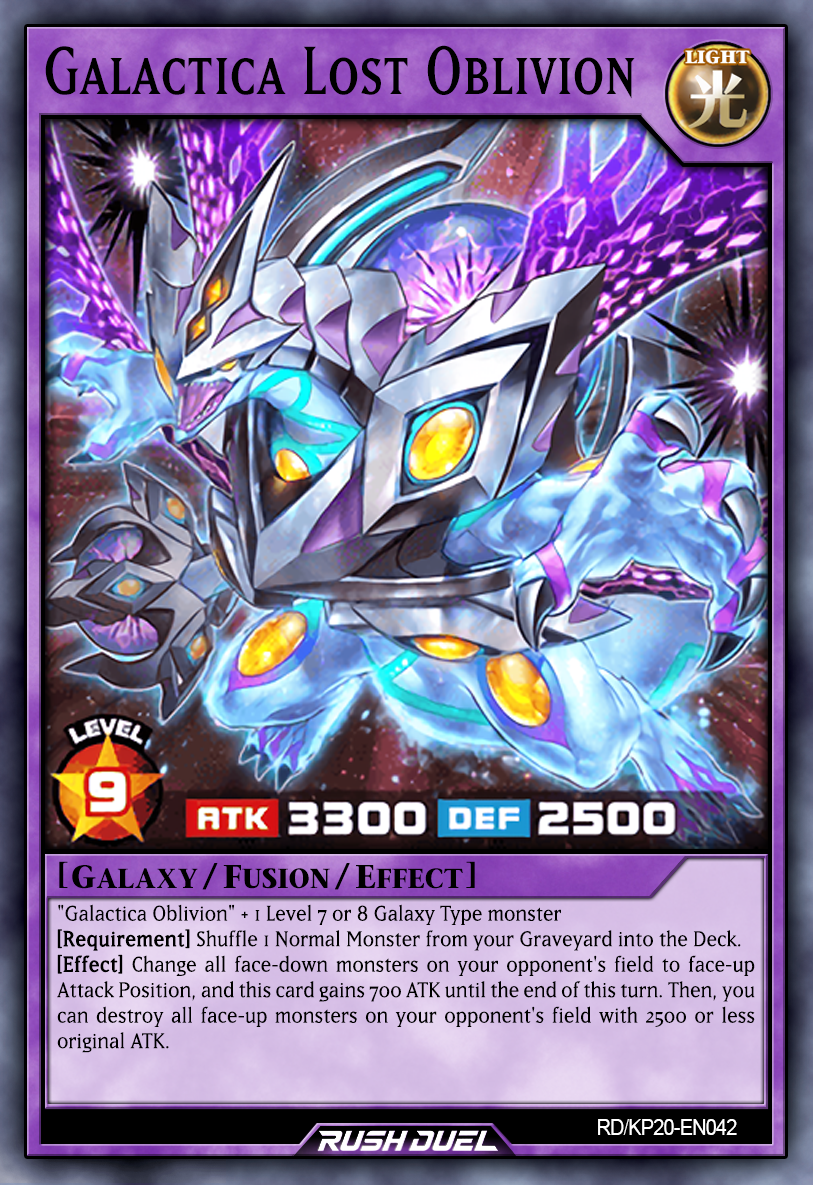 Galactica Lost Oblivion
LIGHT
光
LEVEL
9
ATK 3300 DEF 2500
[Galaxy/Fusion/Effect]
"Galactica Oblivion" + 1 Level 7 or 8 Galaxy Type monster
[Requirement] Shuffle 1 Normal Monster from your Graveyard into the Deck.
[Effect] Change all face-down monsters on your opponent's field to face-up
Attack Position, and this card gains 700 ATK until the end of this turn. Then, you
can destroy all face-up monsters on your opponent's field with 2500 or less
original ATK.
RD/KP20-EN042
RUSH DUEL